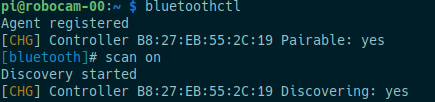 pi@robocam-00:~ $ bluetoothctl
Agent registered
[CHG] Controller B8:27:EB:55:2C:19 Pairable: yes
[bluetooth]# scan on
Discovery started
[CHG] Controller B8:27:EB:55:2C:19 Discovering: yes